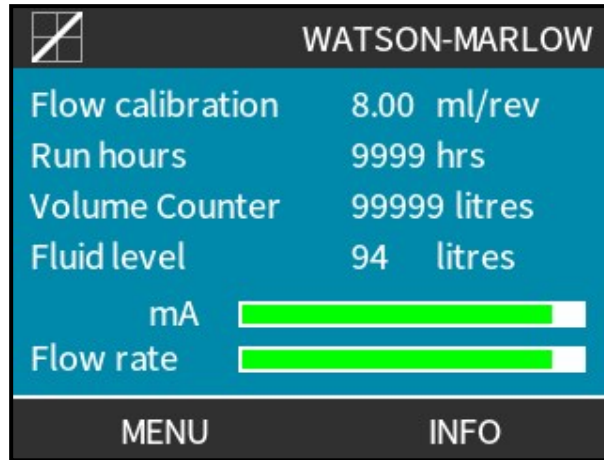 WATSON-MARLOW
Flow calibration 8.00 ml/rev
Run hours 9999 hrs
Volume Counter 99999 litres
Fluid level 94 litres
mA
Flow rate
MENU INFO